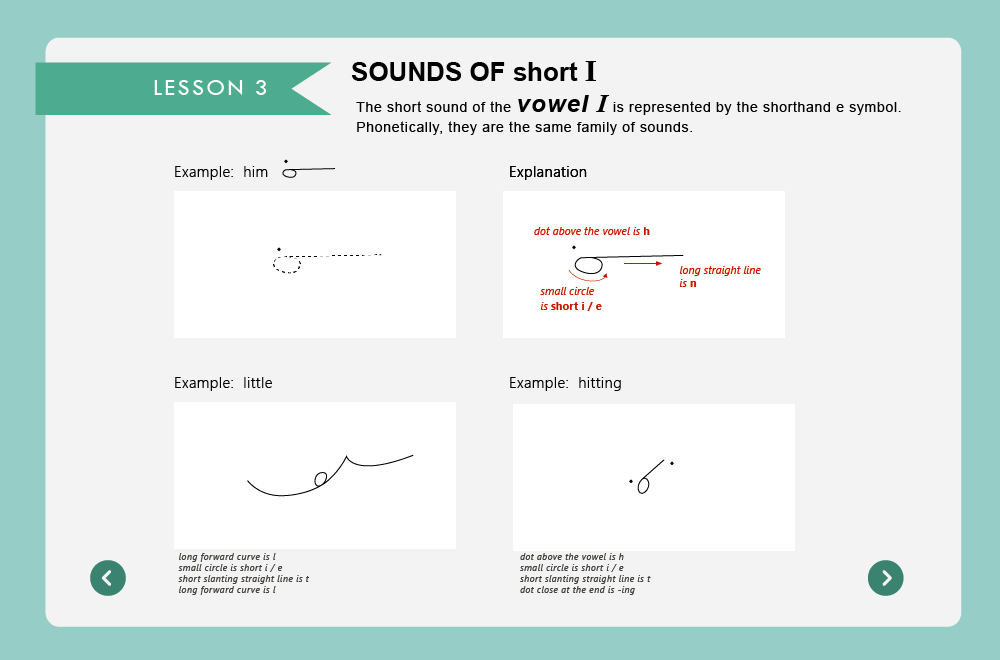 LESSON 3
SOUNDS OF short I
The short sound of the vowel I is represented by the shorthand e symbol.
Phonetically, they are the same family of sounds.
Example: him
Explanation
dot above the vowel is h
long straight line
is n
small circle
is short i / e
Example: little
Example: hitting
long forward curve is l
small circle is short i / e
short slanting straight line is t
long forward curve is l
dot above the vowel is h
small circle is short i / e
short slanting straight line is t
dot close at the end is -ing